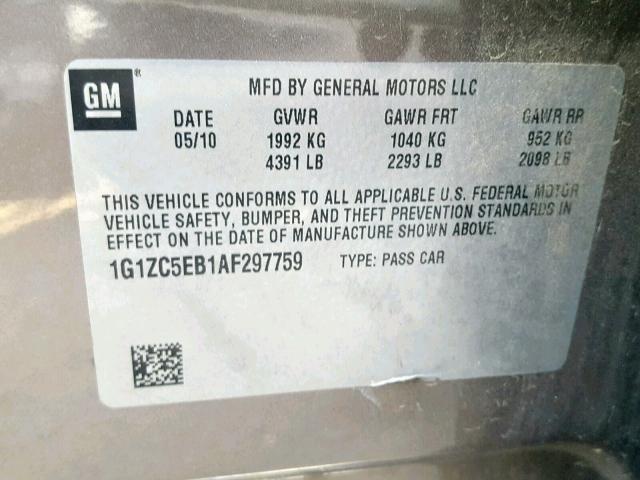 GM ® MFD BY GENERAL MOTORS LLC
DATE GVWR GAWR FRT GAWR RR
05/10 1992 KG 1040 KG 952 KG
4391 LB 2293 LB 2098 LB
THIS VEHICLE CONFORMS TO ALL APPLICABLE U.S. FEDERAL MOTOR
VEHICLE SAFETY, BUMPER, AND THEFT PREVENTION STANDARDS IN
EFFECT ON THE DATE OF MANUFACTURE SHOWN ABOVE.
1G1ZC5EB1AF297759 TYPE: PASS CAR